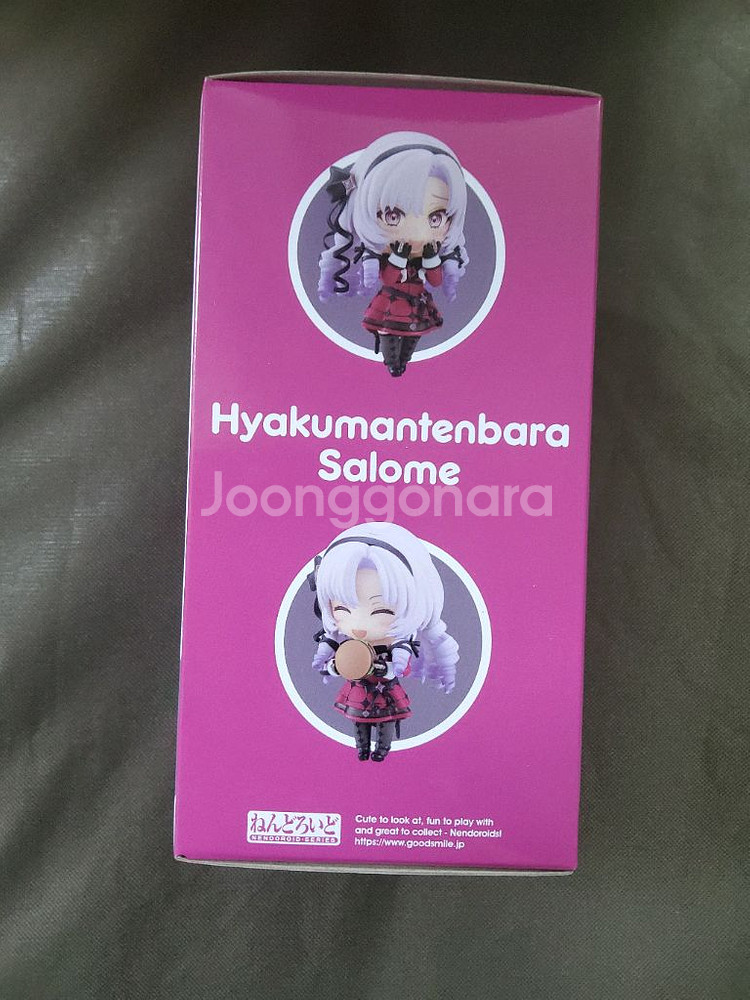 Hyakumantenbara
Salome
Joonggonara
ねんどろいど
NENDOROID-SERIES
Cute to look at, fun to play with
and great to collect - Nendoroids!
https://www.goodsmile.jp